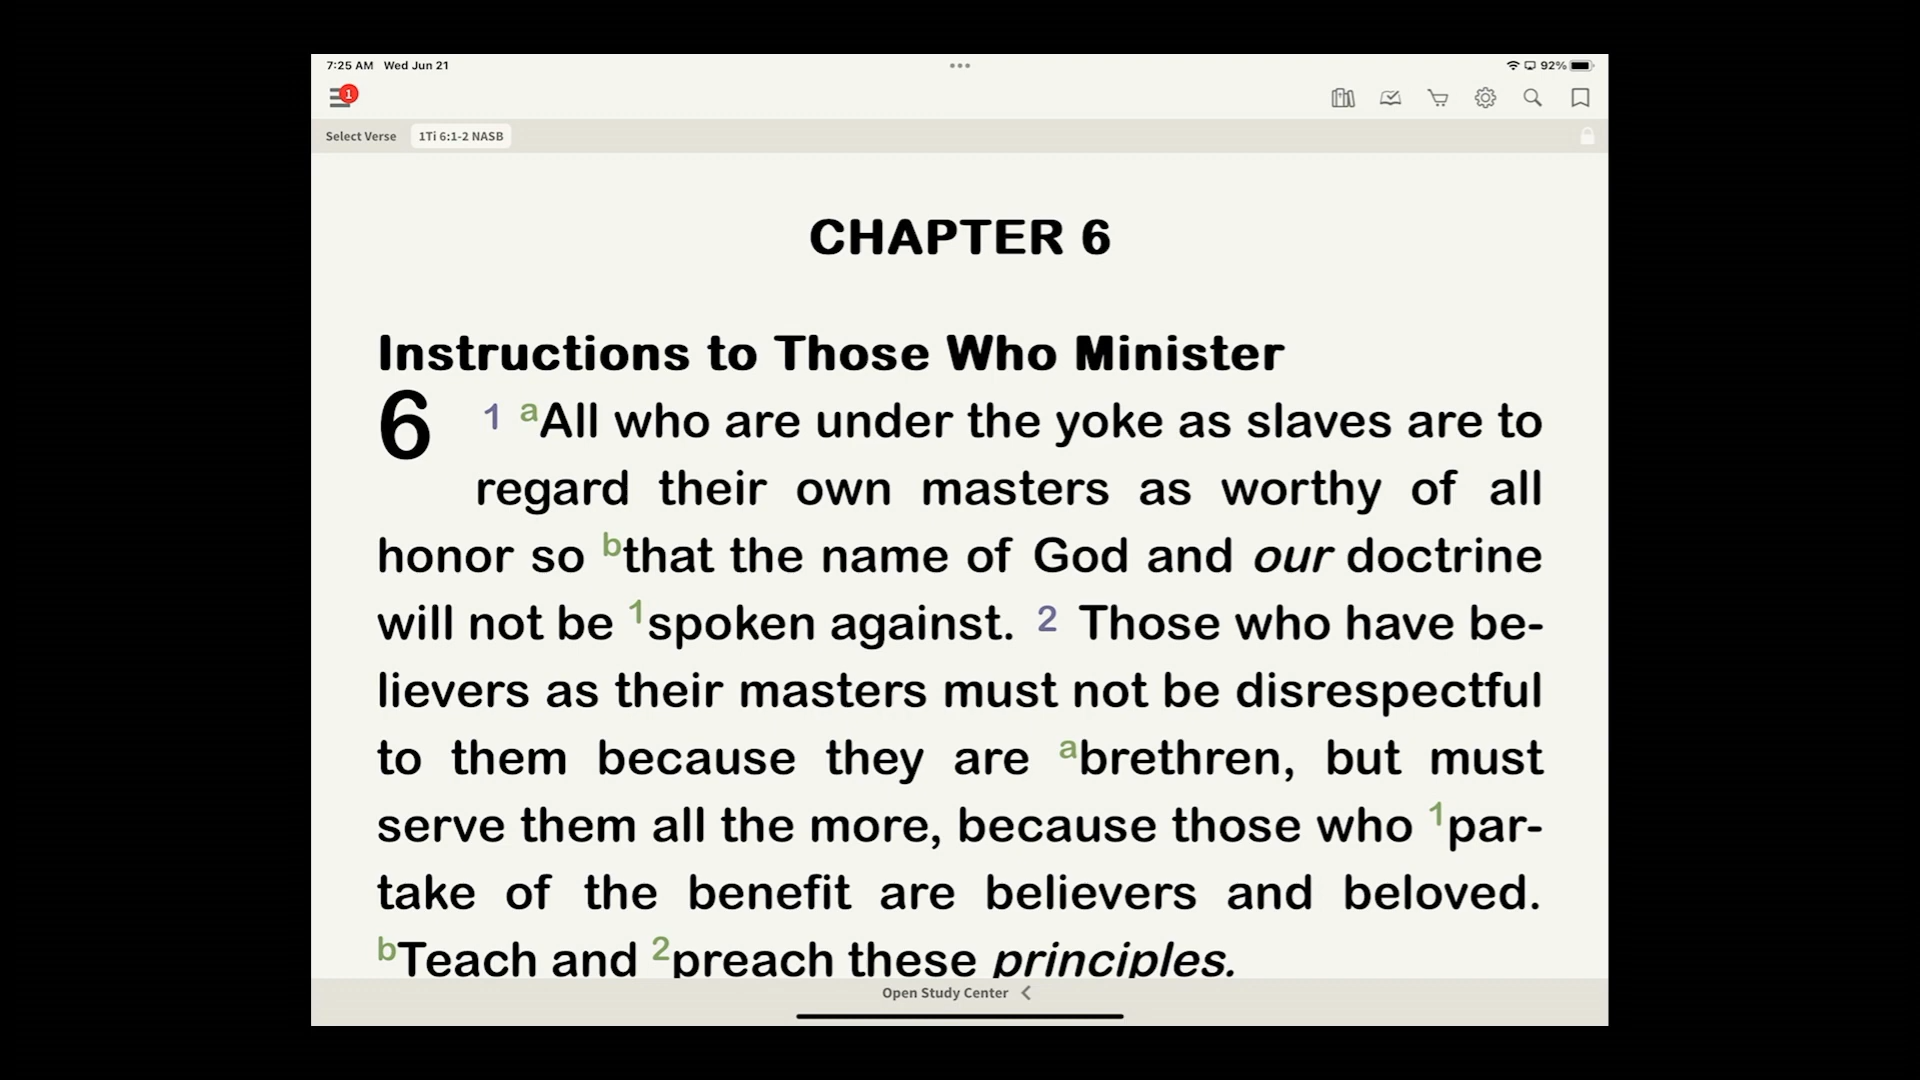 7:25 AM Wed Jun 21
92%
1
Select Verse 1Ti 6:1-2 NASB
CHAPTER 6
Instructions to Those Who Minister
6 1 aAll who are under the yoke as slaves are to
regard their own masters as worthy of all
honor so bthat the name of God and our doctrine
will not be 1spoken against. 2 Those who have be-
lievers as their masters must not be disrespectful
to them because they are abrethren, but must
serve them all the more, because those who 1par-
take of the benefit are believers and beloved.
bTeach and 2preach these principles.
Open Study Center